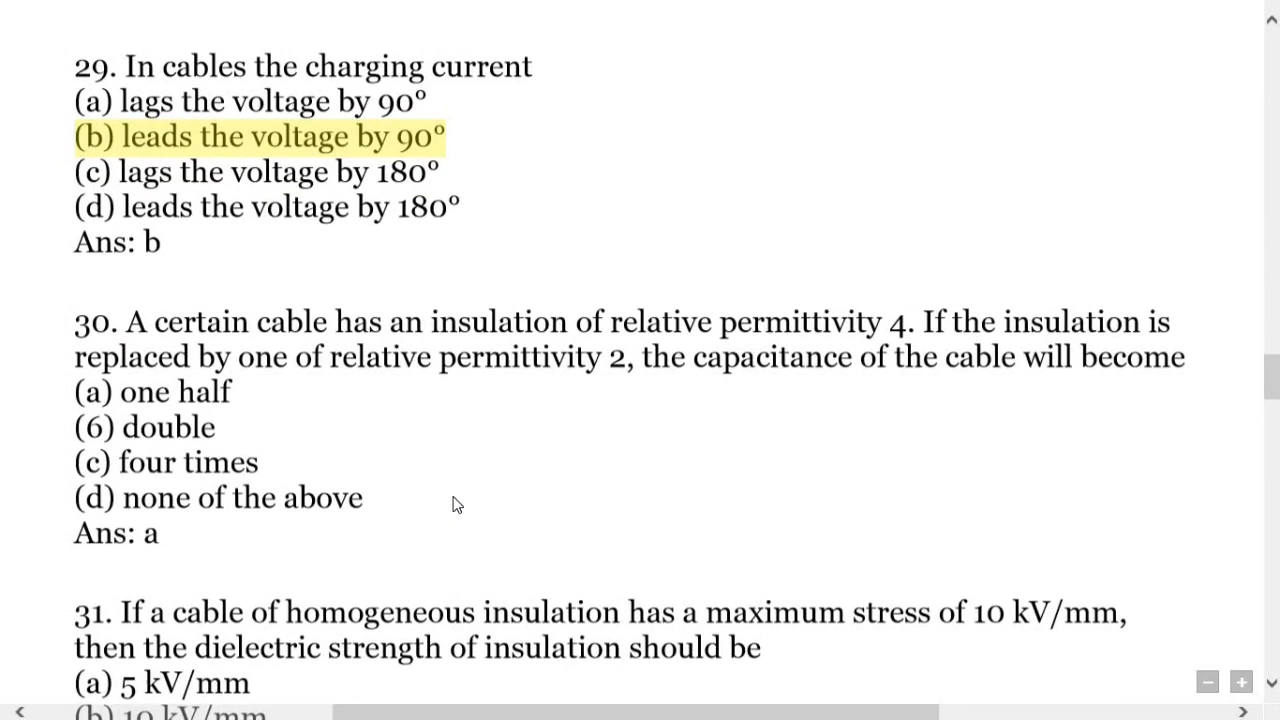 29. In cables the charging current
(a) lags the voltage by 90°
(b) leads the voltage by 90°
(c) lags the voltage by 180°
(d) leads the voltage by 180°
Ans: b
30. A certain cable has an insulation of relative permittivity 4. If the insulation is
replaced by one of relative permittivity 2, the capacitance of the cable will become
(a) one half
(6) double
(c) four times
(d) none of the above
Ans: a
31. If a cable of homogeneous insulation has a maximum stress of 10 kV/mm,
then the dielectric strength of insulation should be
(a) 5 kV/mm
(b) 10 kV/mm